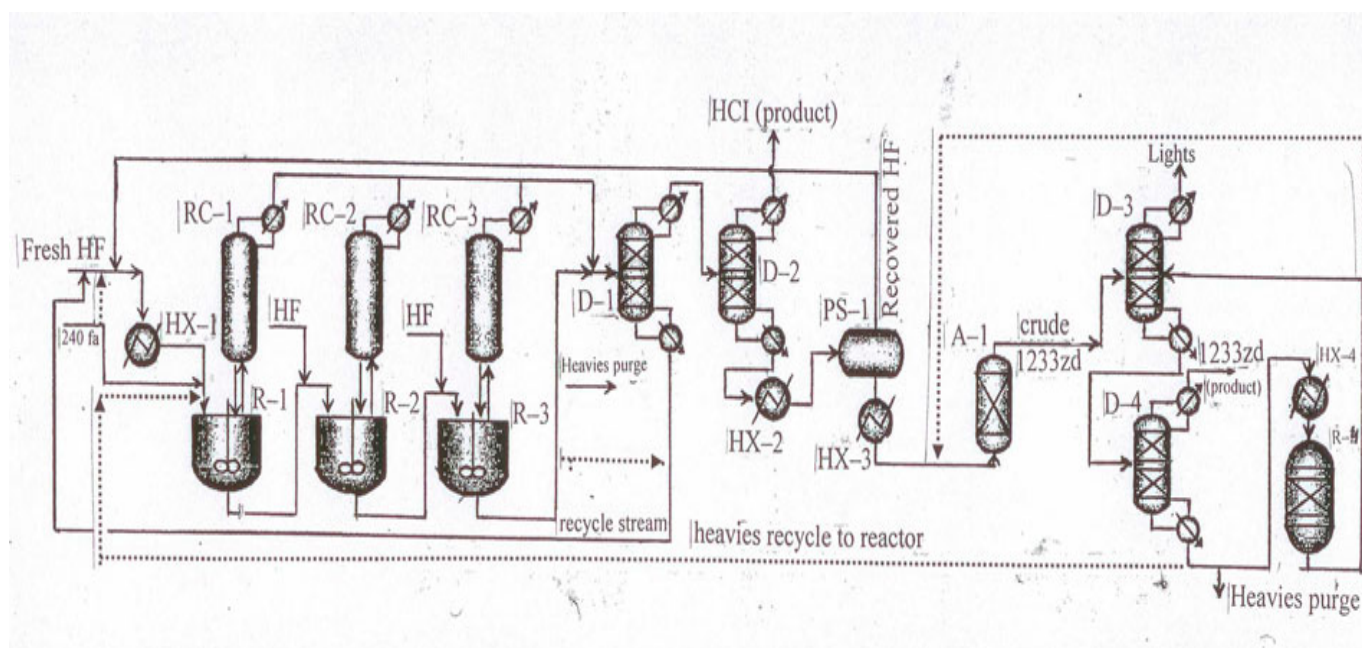 HCI (product)
Recovered HF
Lights
RC-1
RC-2
RC-3
D-3
Fresh HF
D-2
D-1
PS-1
240 fa
HX-1
HF
HF
A-1
crude
1233zd
HX-4
1233zd
(product)
Heavies purge
R-1
R-2
R-3
D-4
HX-2
HX-3
recycle stream
heavies recycle to reactor
Heavies purge